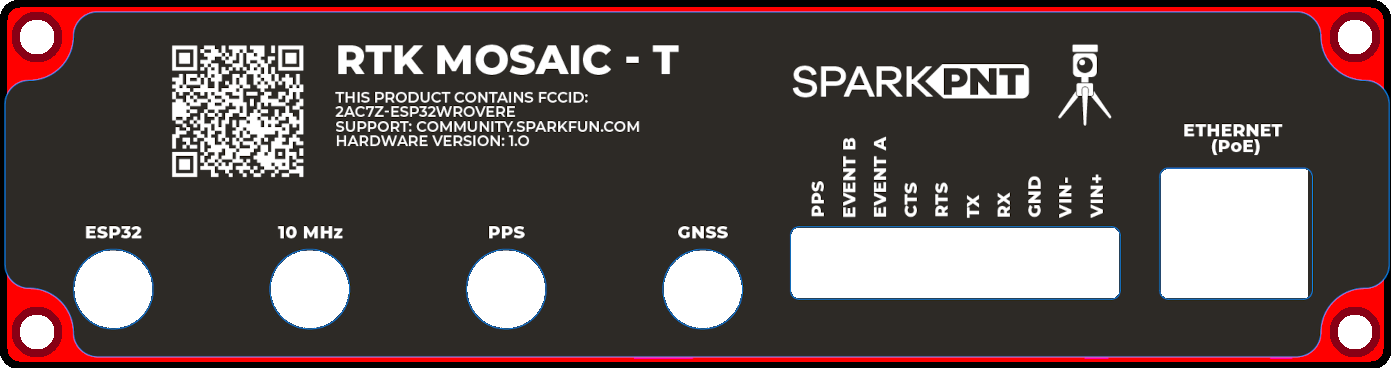 RTK MOSAIC - T
THIS PRODUCT CONTAINS FCCID:
2AC7Z-ESP32WROVERE
SUPPORT: COMMUNITY.SPARKFUN.COM
HARDWARE VERSION: 1.0
SPARKPNT
ETHERNET
(PoE)
PPS
EVENT B
EVENT A
CTS
RTS
TX
RX
GND
VIN-
VIN+
ESP32
10 MHz
PPS
GNSS